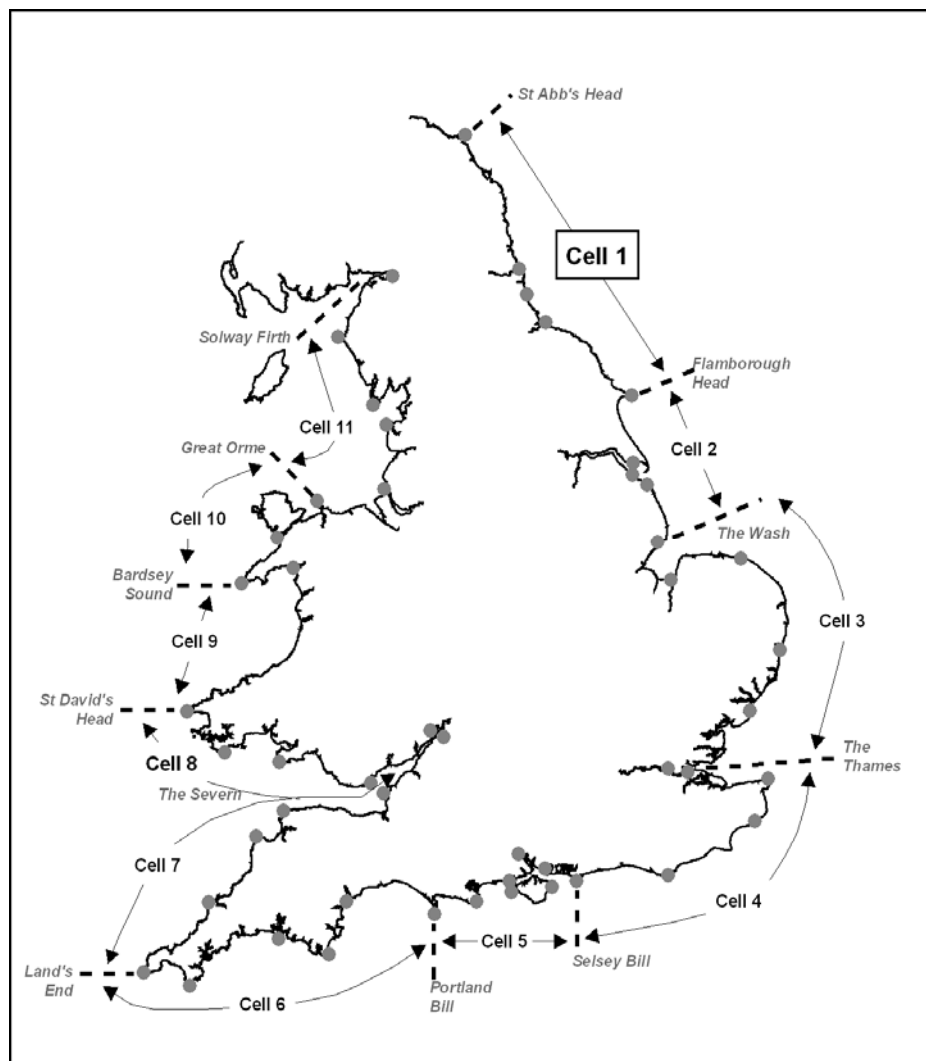 St Abb's Head
Cell 1
Solway Firth
Flamborough
Head
Cell 11
Great Orme
Cell 2
Cell 10
The Wash
Bardsey
Sound
Cell 3
Cell 9
St David's
Head
The
Thames
Cell 8
The Severn
Cell 7
Cell 4
Cell 5
Selsey Bill
Land's
End
Portland
Bill
Cell 6